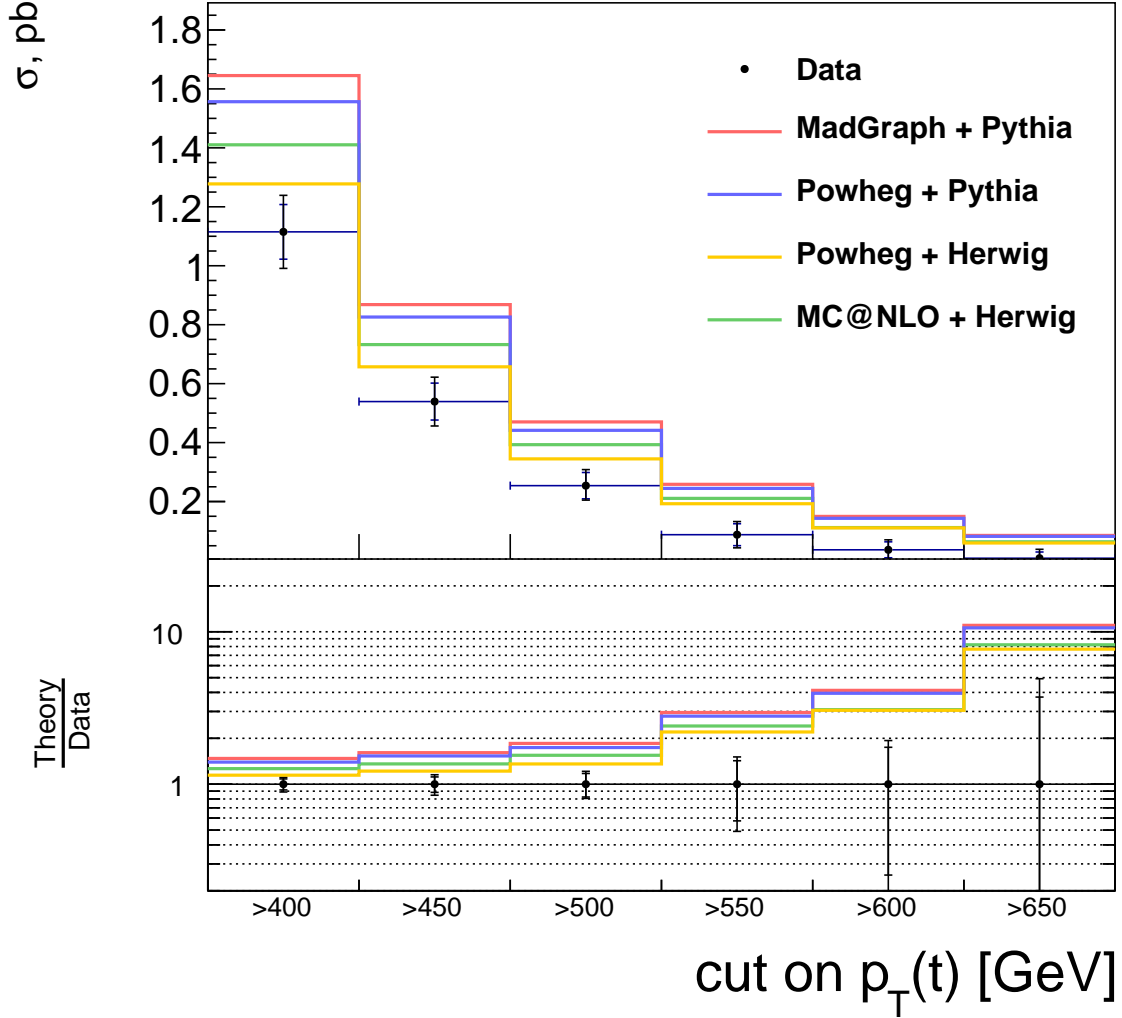 σ, pb
1.8
1.6
1.4
1.2
1
0.8
0.6
0.4
0.2
Data
MadGraph + Pythia
Powheg + Pythia
Powheg + Herwig
MC@NLO + Herwig
10
1
Theory
Data
>400 >450 >500 >550 >600 >650
cut on p_T(t) [GeV]